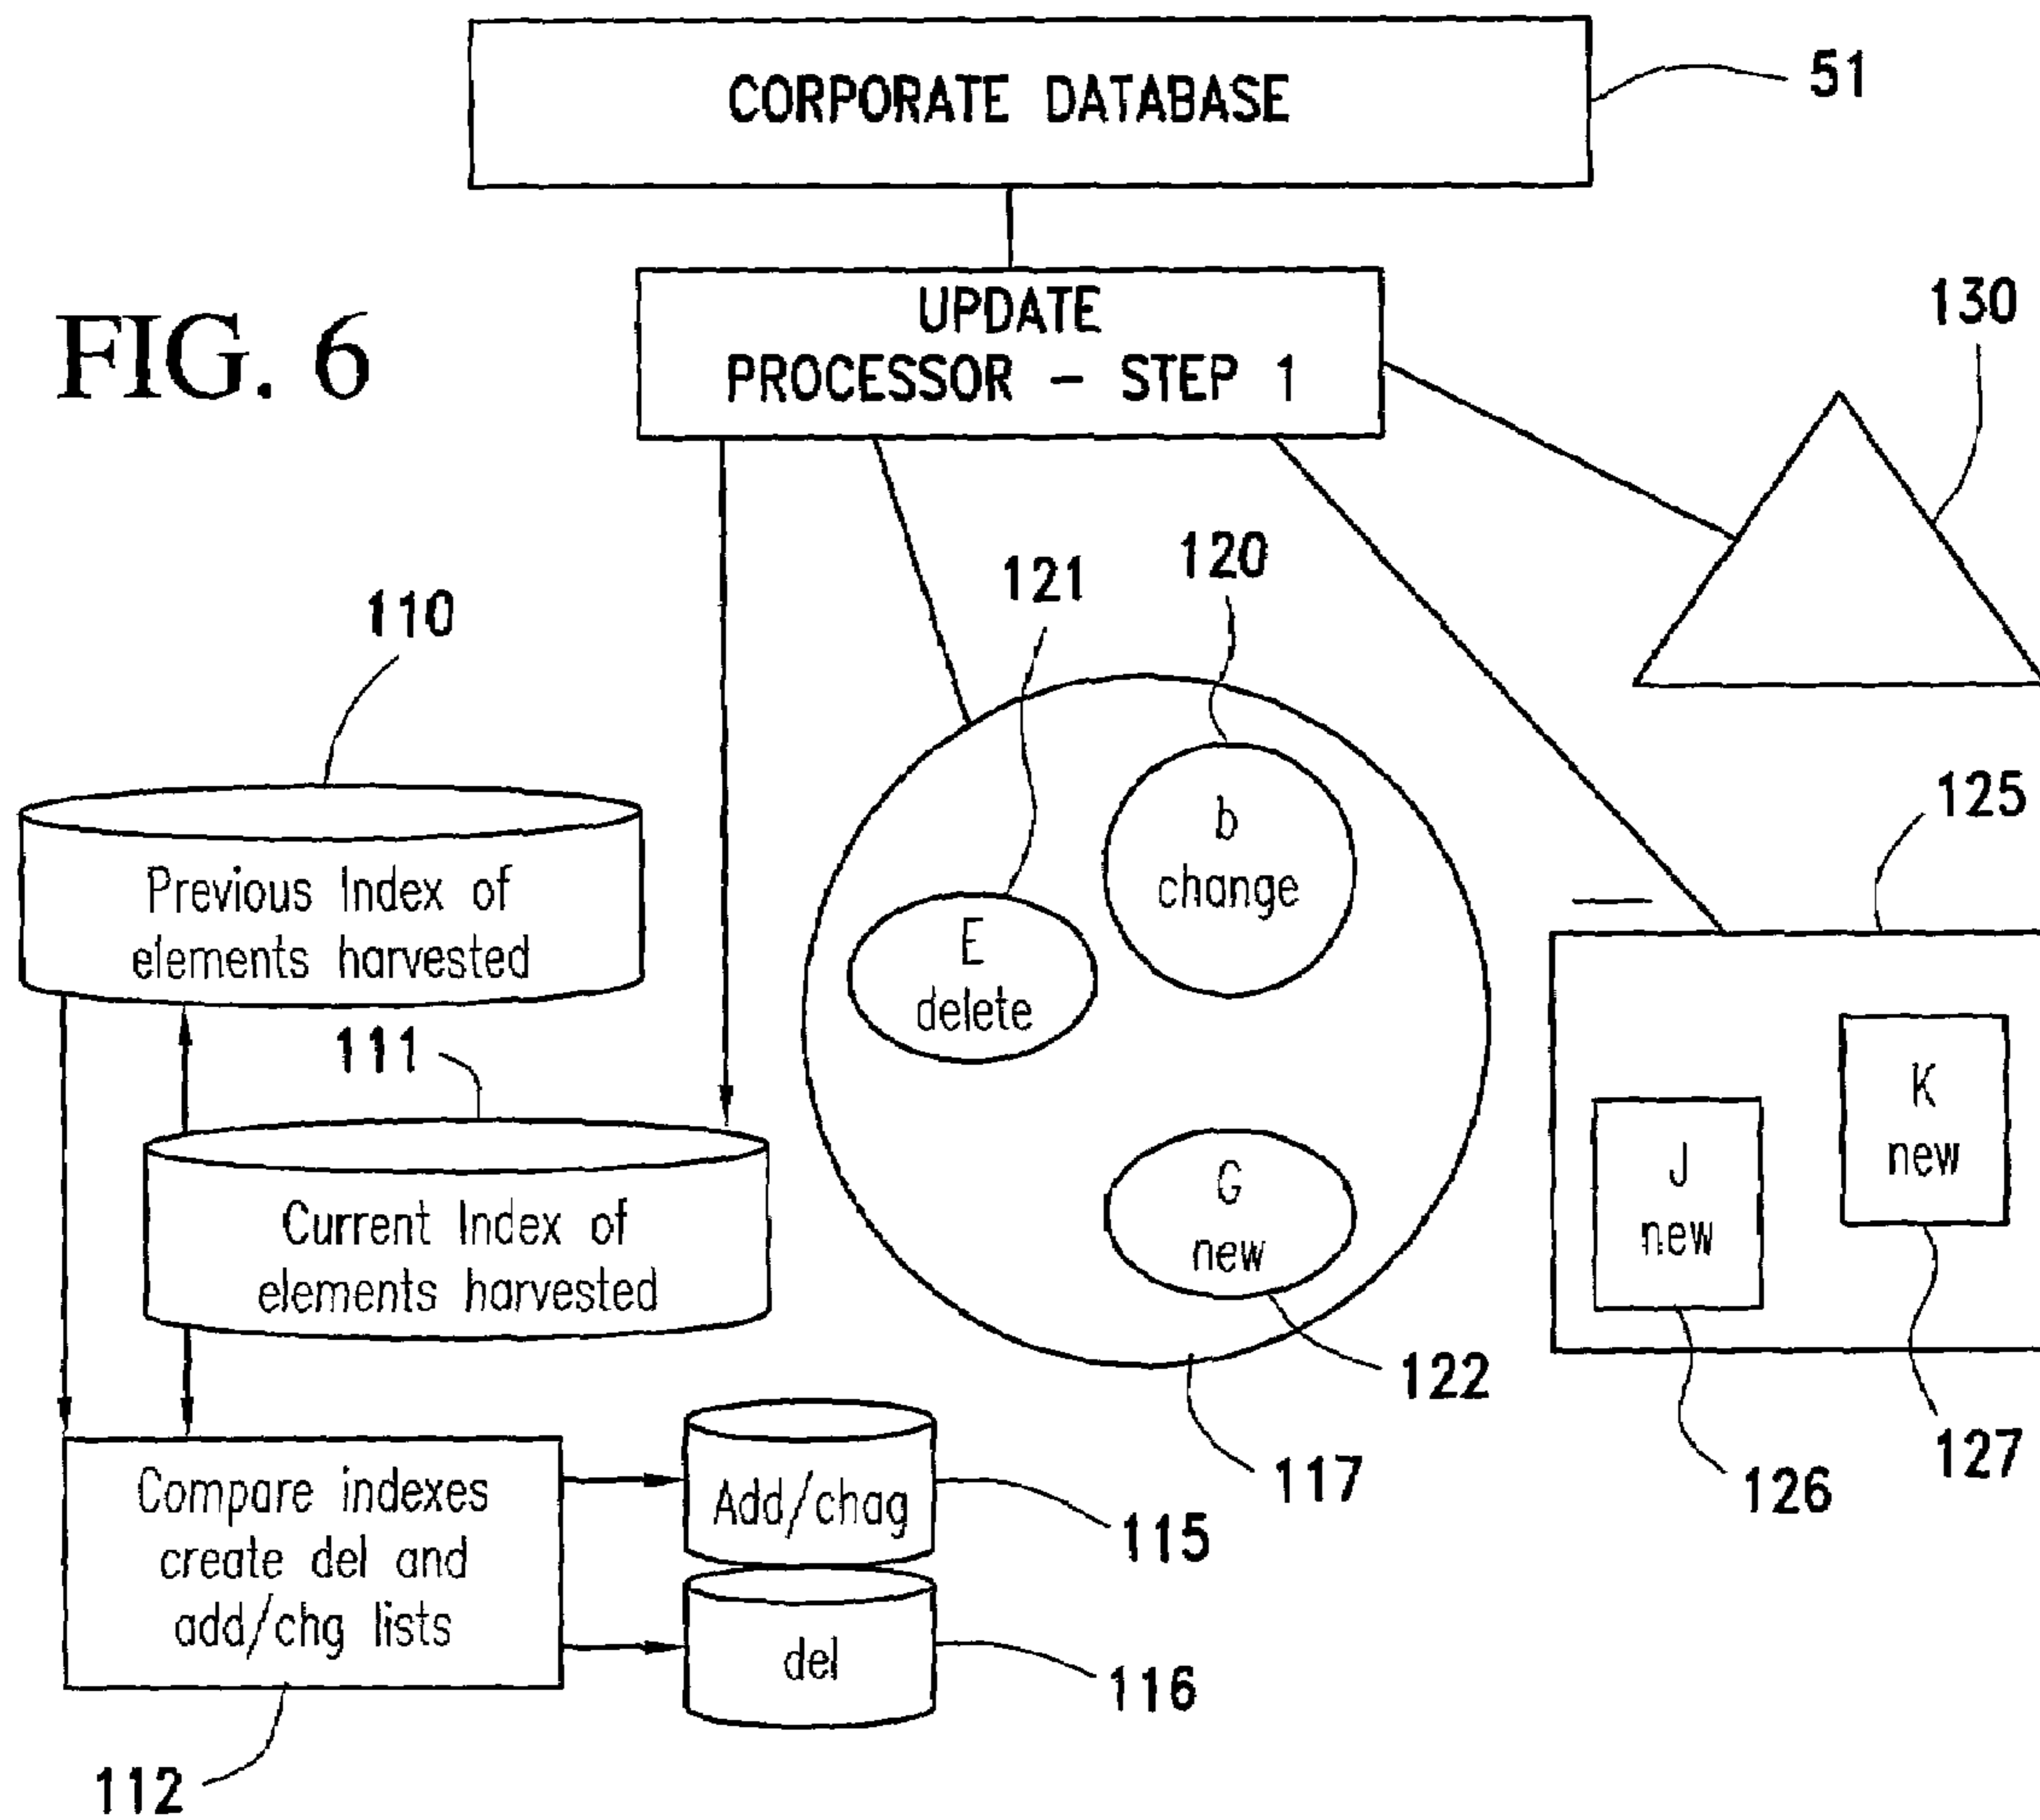 CORPORATE DATABASE
51
UPDATE
PROCESSOR - STEP 1
FIG. 6
130
121
120
110
125
b
change
Previous Index of
elements harvested
E
delete
111
K
new
J
new
Current Index of
elements harvested
G
new
122
117
126
127
Compare indexes
create del and
add/chg lists
Add/chag
115
del
116
112